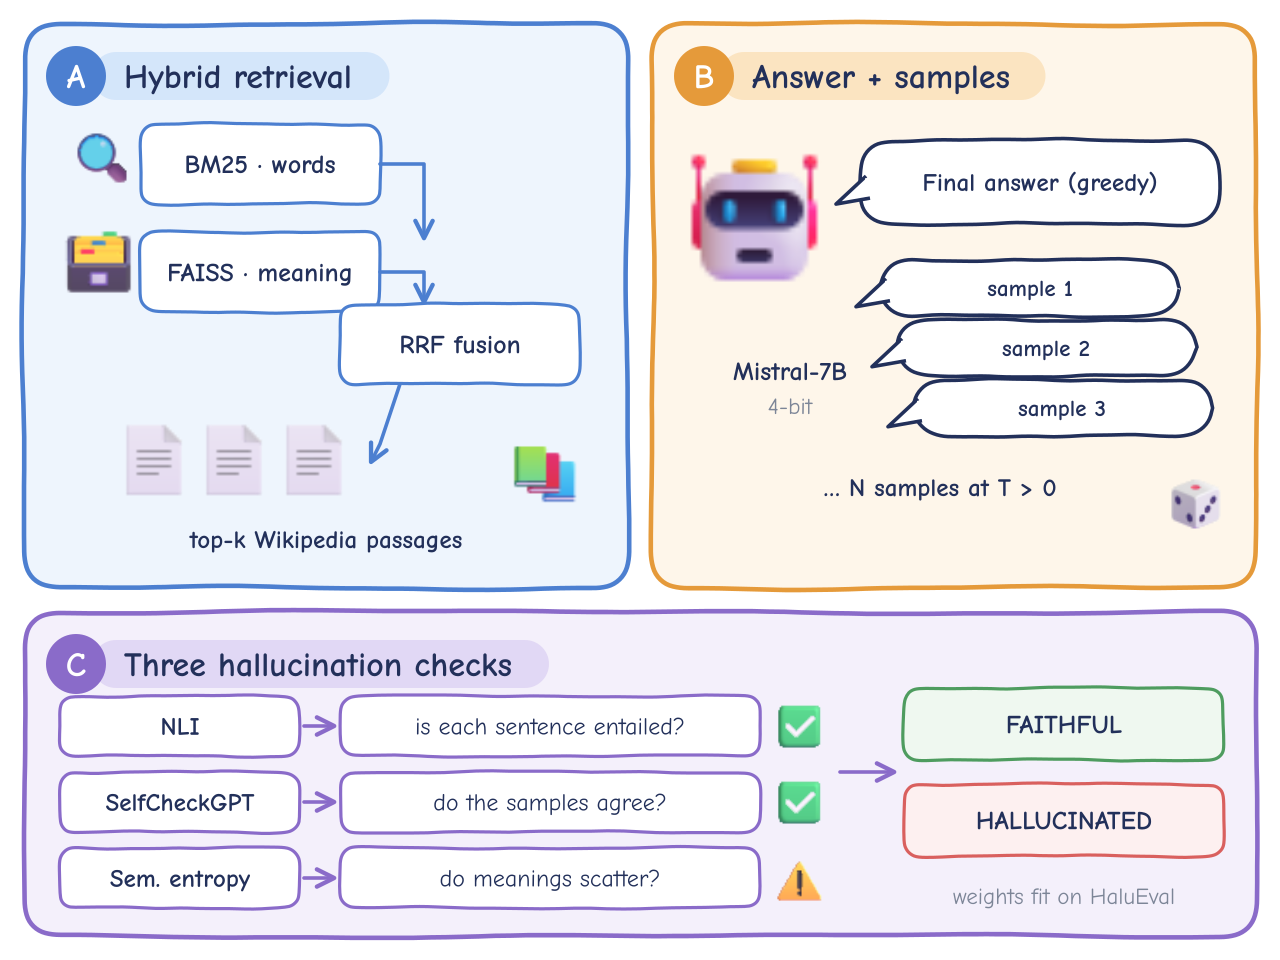 A Hybrid retrieval
BM25 · words
FAISS · meaning
RRF fusion
top-k Wikipedia passages
B Answer + samples
Final answer (greedy)
sample 1
sample 2
sample 3
Mistral-7B
4-bit
... N samples at T > 0
C Three hallucination checks
NLI
is each sentence entailed?
SelfCheckGPT
do the samples agree?
Sem. entropy
do meanings scatter?
FAITHFUL
HALLUCINATED
weights fit on HaluEval